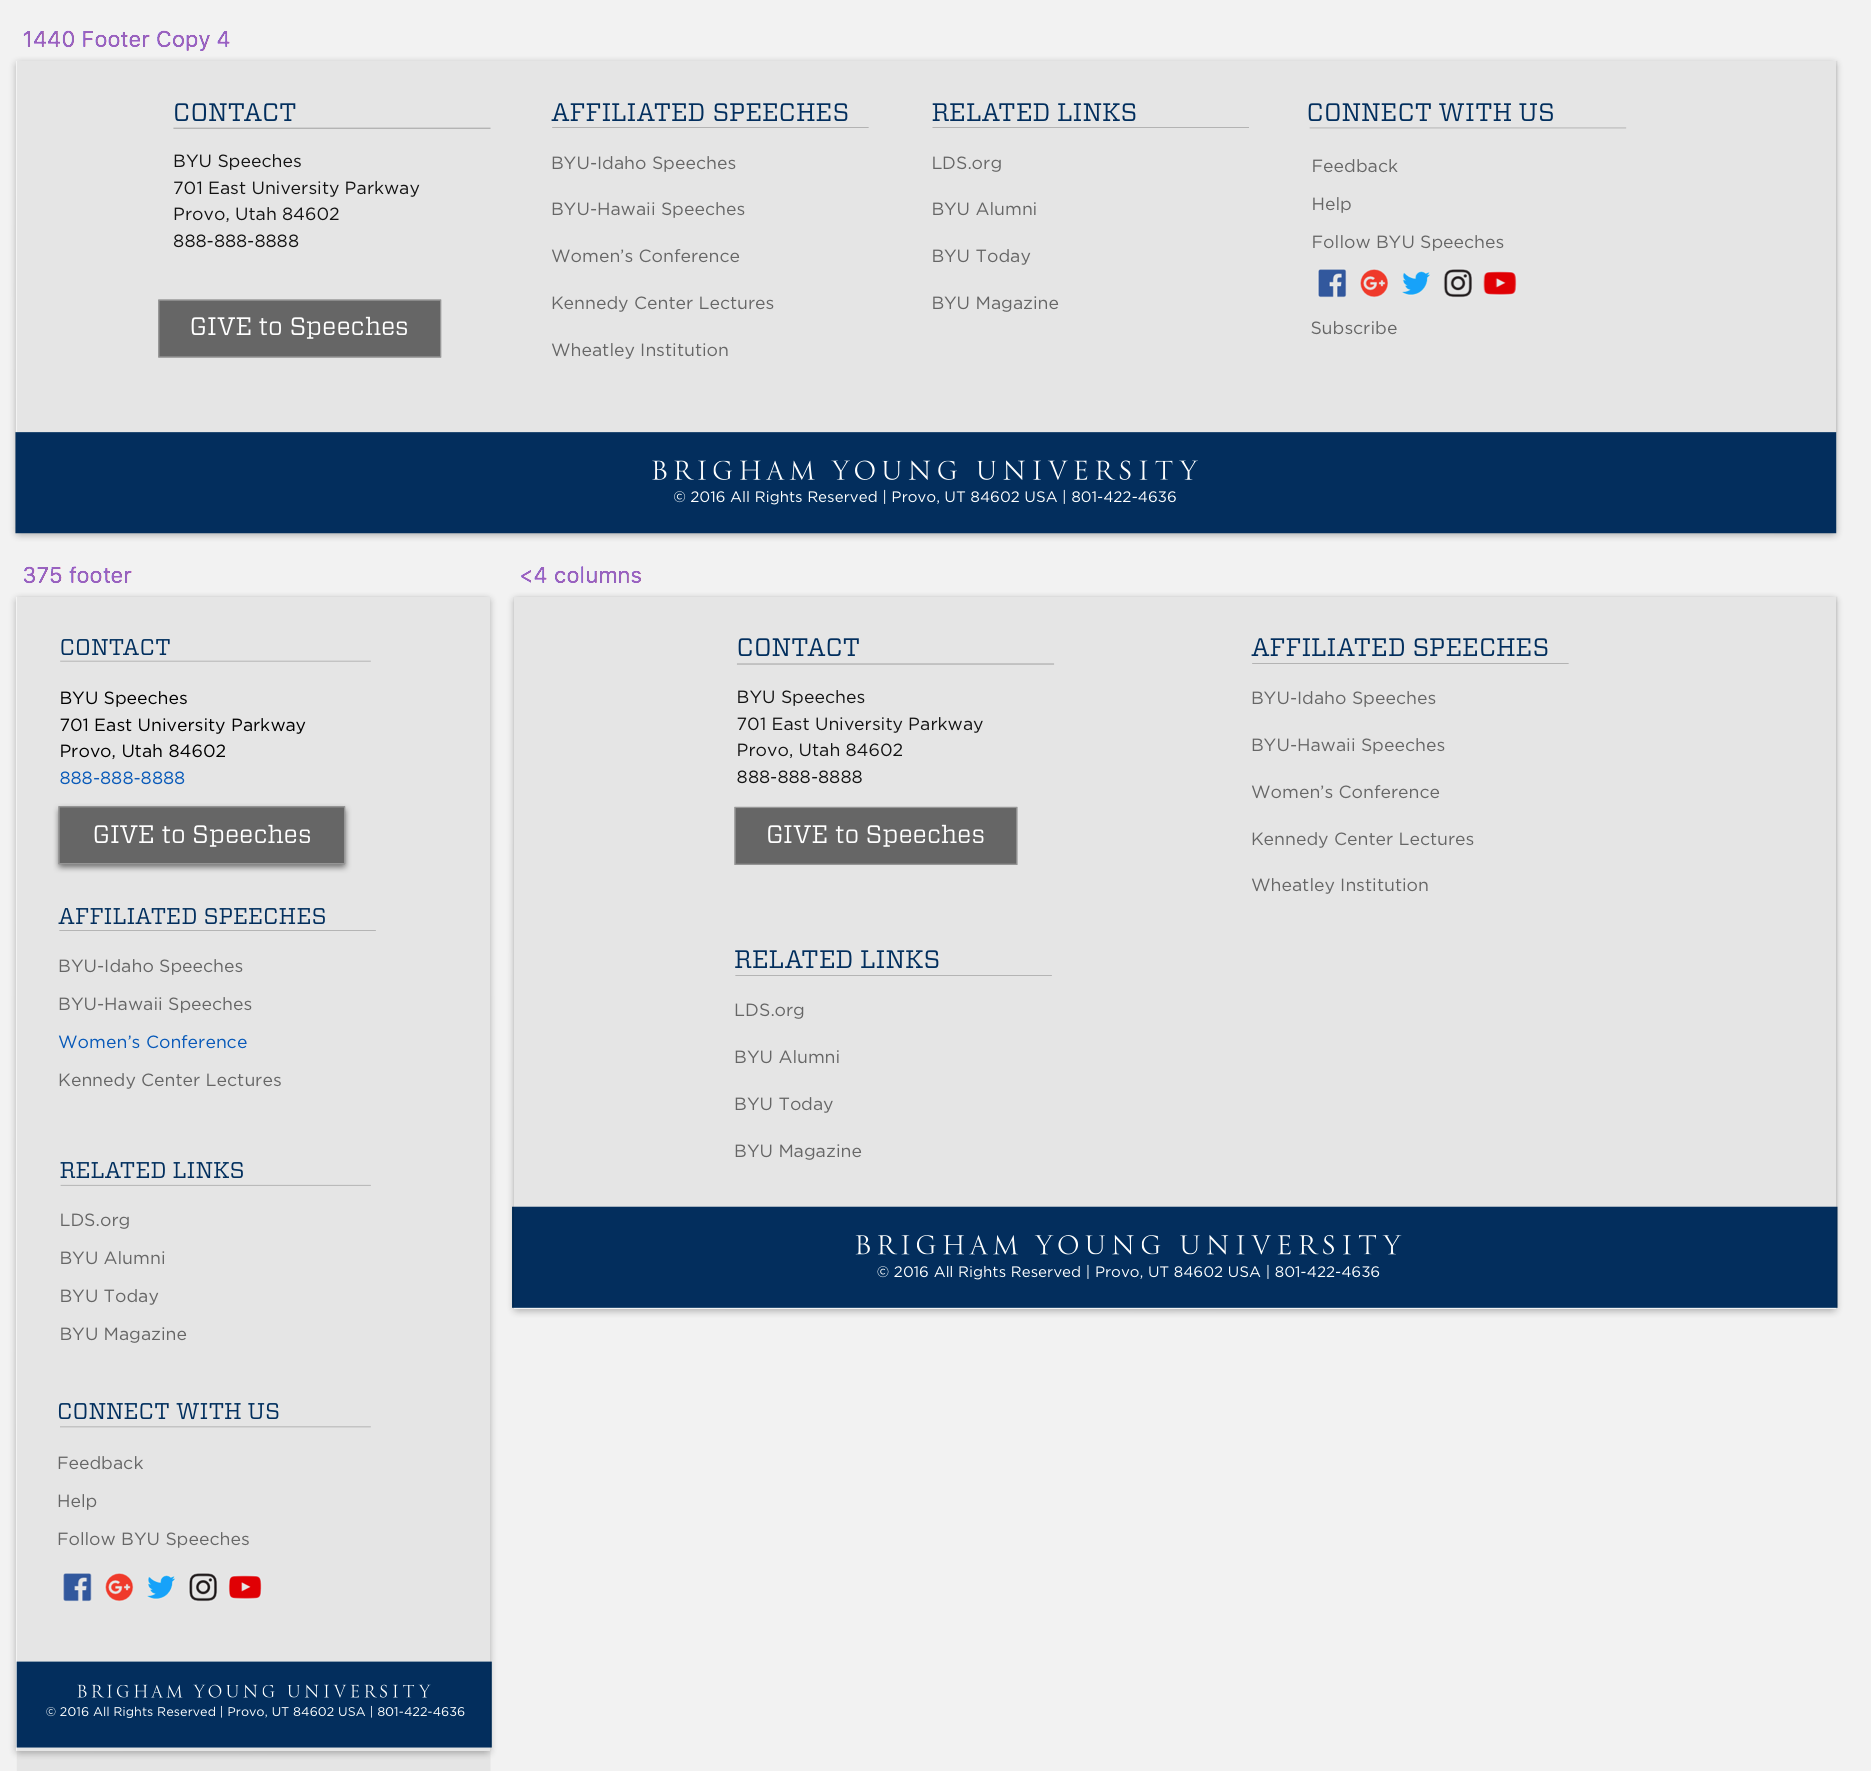 1440 Footer Copy 4
CONTACT
BYU Speeches
701 East University Parkway
Provo, Utah 84602
888-888-8888
GIVE to Speeches
AFFILIATED SPEECHES
BYU-Idaho Speeches
BYU-Hawaii Speeches
Women's Conference
Kennedy Center Lectures
Wheatley Institution
RELATED LINKS
LDS.org
BYU Alumni
BYU Today
BYU Magazine
CONNECT WITH US
Feedback
Help
Follow BYU Speeches
Subscribe
BRIGHAM YOUNG UNIVERSITY
© 2016 All Rights Reserved | Provo, UT 84602 USA | 801-422-4636
375 footer
CONTACT
BYU Speeches
701 East University Parkway
Provo, Utah 84602
888-888-8888
GIVE to Speeches
AFFILIATED SPEECHES
BYU-Idaho Speeches
BYU-Hawaii Speeches
Women's Conference
Kennedy Center Lectures
RELATED LINKS
LDS.org
BYU Alumni
BYU Today
BYU Magazine
CONNECT WITH US
Feedback
Help
Follow BYU Speeches
BRIGHAM YOUNG UNIVERSITY
© 2016 All Rights Reserved | Provo, UT 84602 USA | 801-422-4636
<4 columns
CONTACT
BYU Speeches
701 East University Parkway
Provo, Utah 84602
888-888-8888
GIVE to Speeches
AFFILIATED SPEECHES
BYU-Idaho Speeches
BYU-Hawaii Speeches
Women's Conference
Kennedy Center Lectures
Wheatley Institution
RELATED LINKS
LDS.org
BYU Alumni
BYU Today
BYU Magazine
BRIGHAM YOUNG UNIVERSITY
© 2016 All Rights Reserved | Provo, UT 84602 USA | 801-422-4636